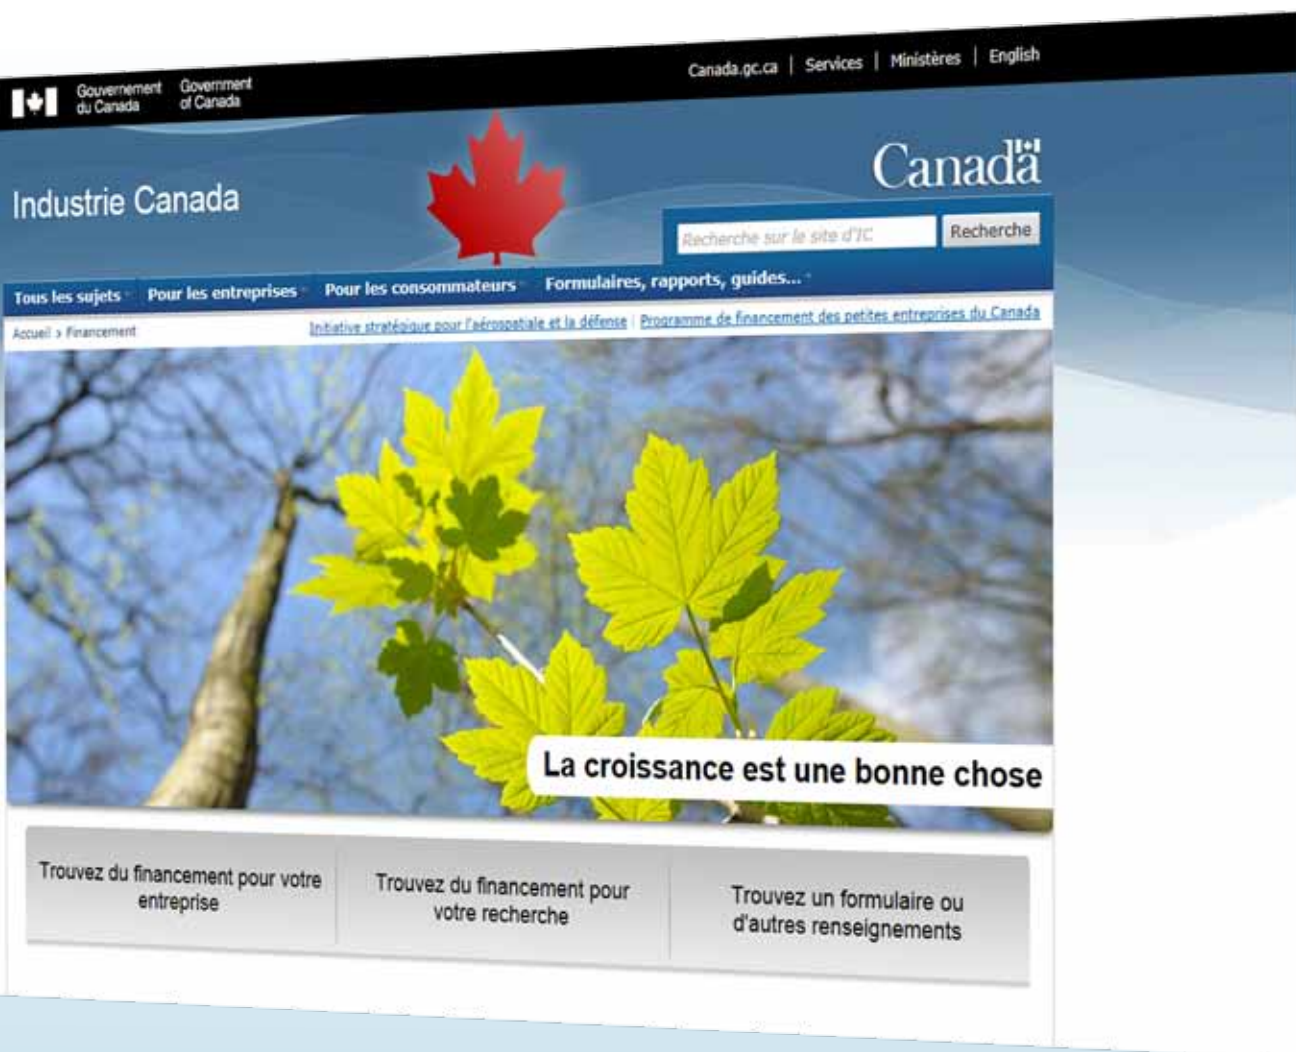 Gouvernement du Canada
Government of Canada
Canada.gc.ca | Services | Ministères | English
Industrie Canada
Canada
Recherche sur le site d'IC
Recherche
Tous les sujets
Pour les entreprises
Pour les consommateurs
Formulaires, rapports, guides...
Accueil > Financement
Initiative stratégique pour l'aérospatiale et la défense | Programme de financement des petites entreprises du Canada
La croissance est une bonne chose
Trouvez du financement pour votre
entreprise
Trouvez du financement pour
votre recherche
Trouvez un formulaire ou
d'autres renseignements